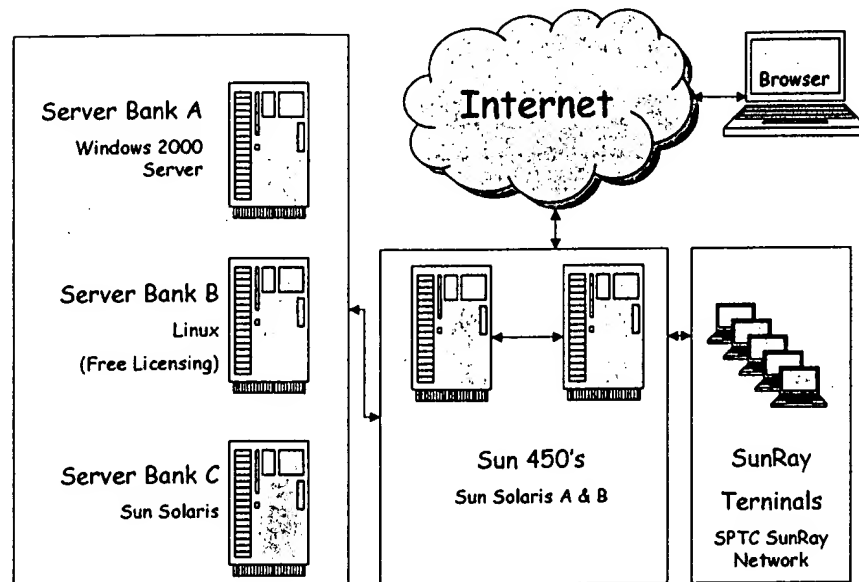 Server Bank A
Windows 2000
Server
Server Bank B
Linux
(Free Licensing)
Server Bank C
Sun Solaris
Internet
Browser
Sun 450's
Sun Solaris A & B
SunRay
Terninals
SPTC SunRay
Network